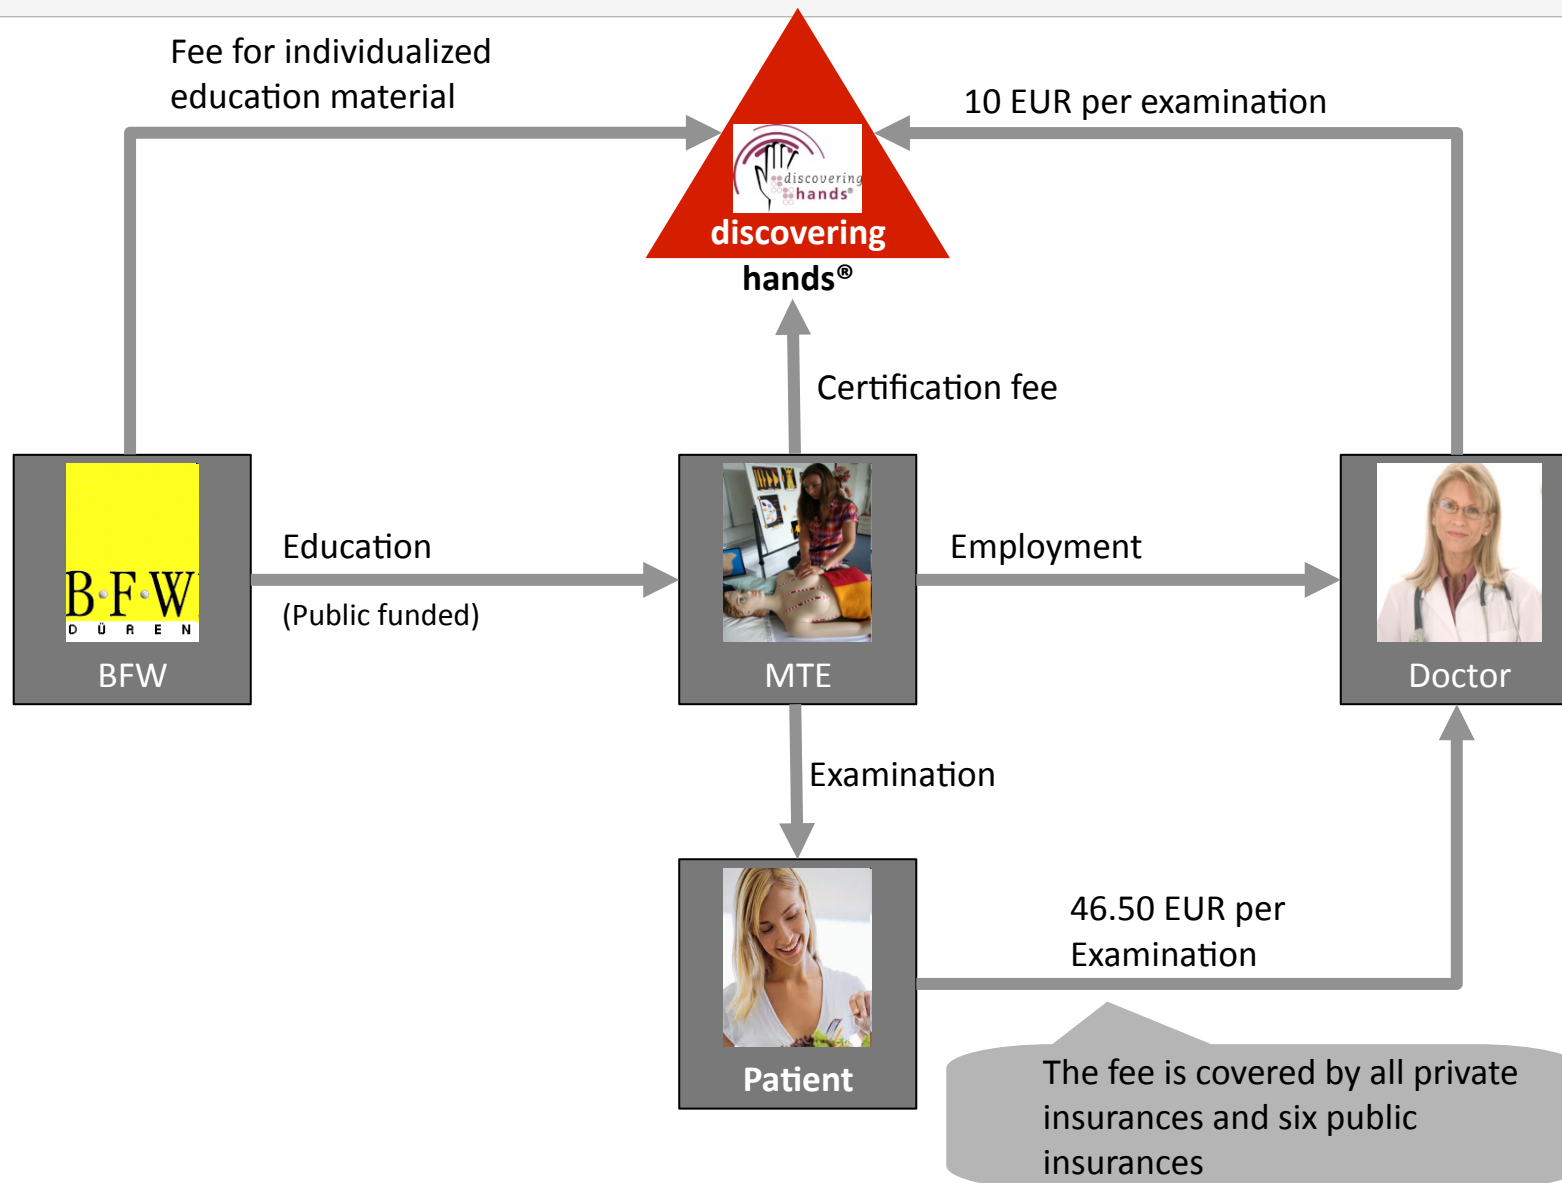 Fee for individualized
education material
10 EUR per examination
discovering
hands®
discovering
hands®
Certification fee
B·F·W
DÜREN
BFW
Education
(Public funded)
MTE
Employment
Doctor
Examination
Patient
46.50 EUR per
Examination
The fee is covered by all private
insurances and six public
insurances